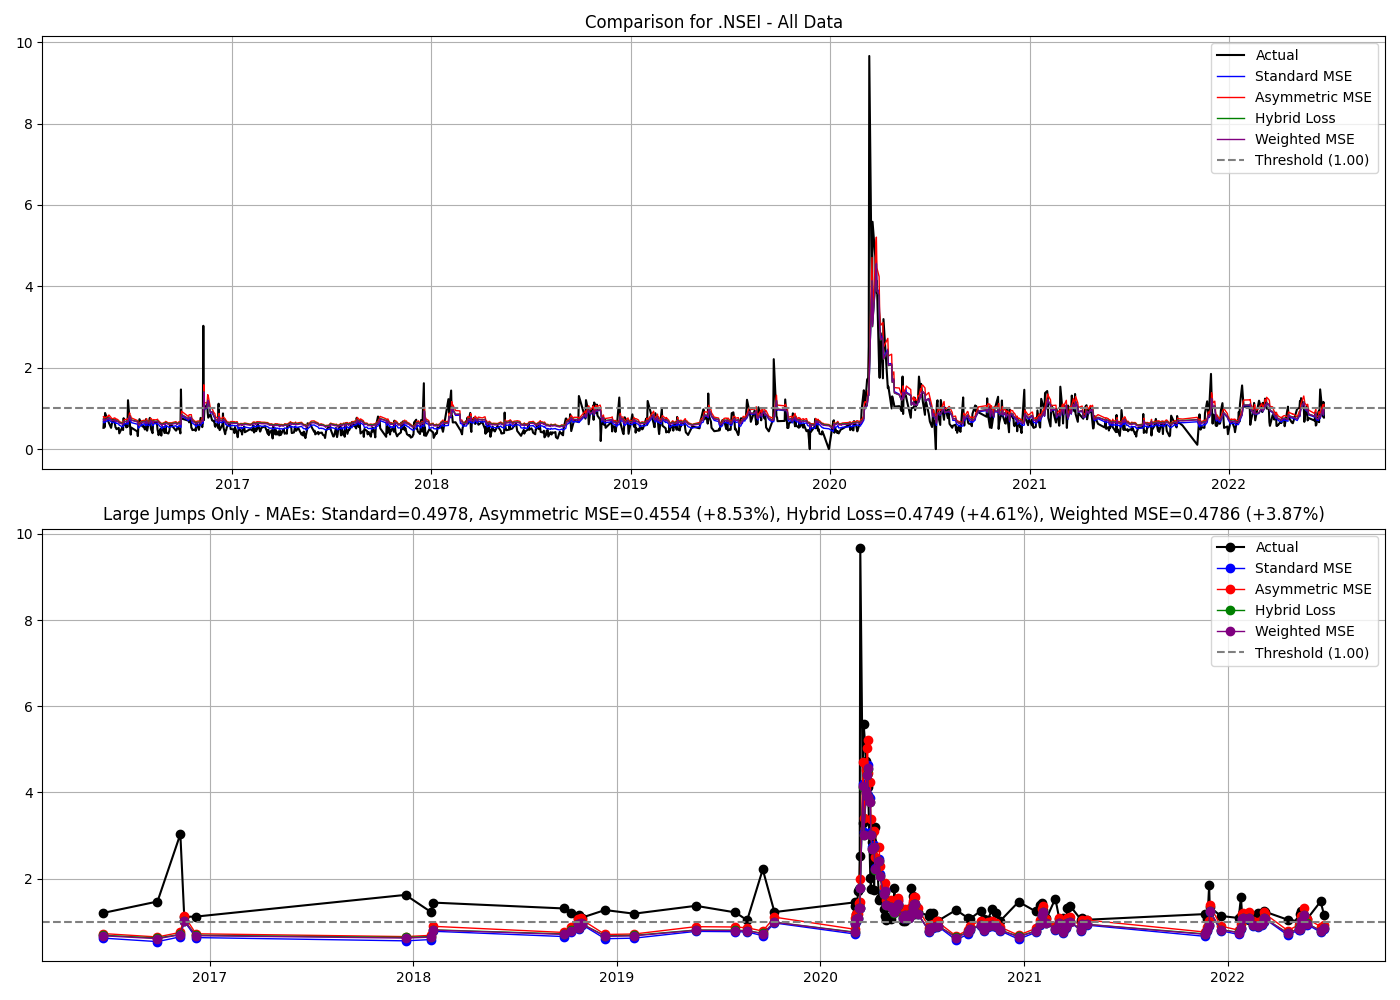 Comparison for .NSEI - All Data
10
8
6
4
2
0
Actual
Standard MSE
Asymmetric MSE
Hybrid Loss
Weighted MSE
Threshold (1.00)
2017 2018 2019 2020 2021 2022
Large Jumps Only - MAEs: Standard=0.4978, Asymmetric MSE=0.4554 (+8.53%), Hybrid Loss=0.4749 (+4.61%), Weighted MSE=0.4786 (+3.87%)
10
8
6
4
2
Actual
Standard MSE
Asymmetric MSE
Hybrid Loss
Weighted MSE
Threshold (1.00)
2017 2018 2019 2020 2021 2022